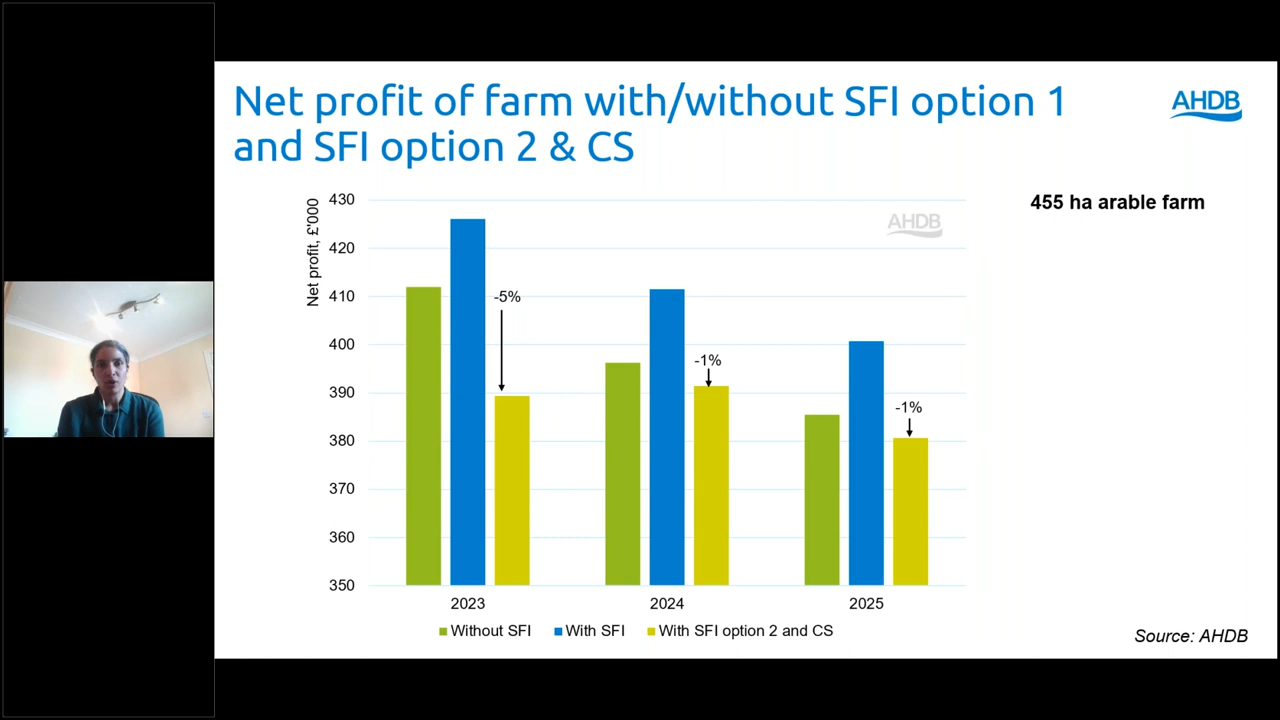 Net profit of farm with/without SFI option 1
and SFI option 2 & CS
AHDB
455 ha arable farm
Net profit, £'000
430
420
410
400
390
380
370
360
350
AHDB
-5%
-1%
-1%
2023
2024
2025
Without SFI
With SFI
With SFI option 2 and CS
Source: AHDB